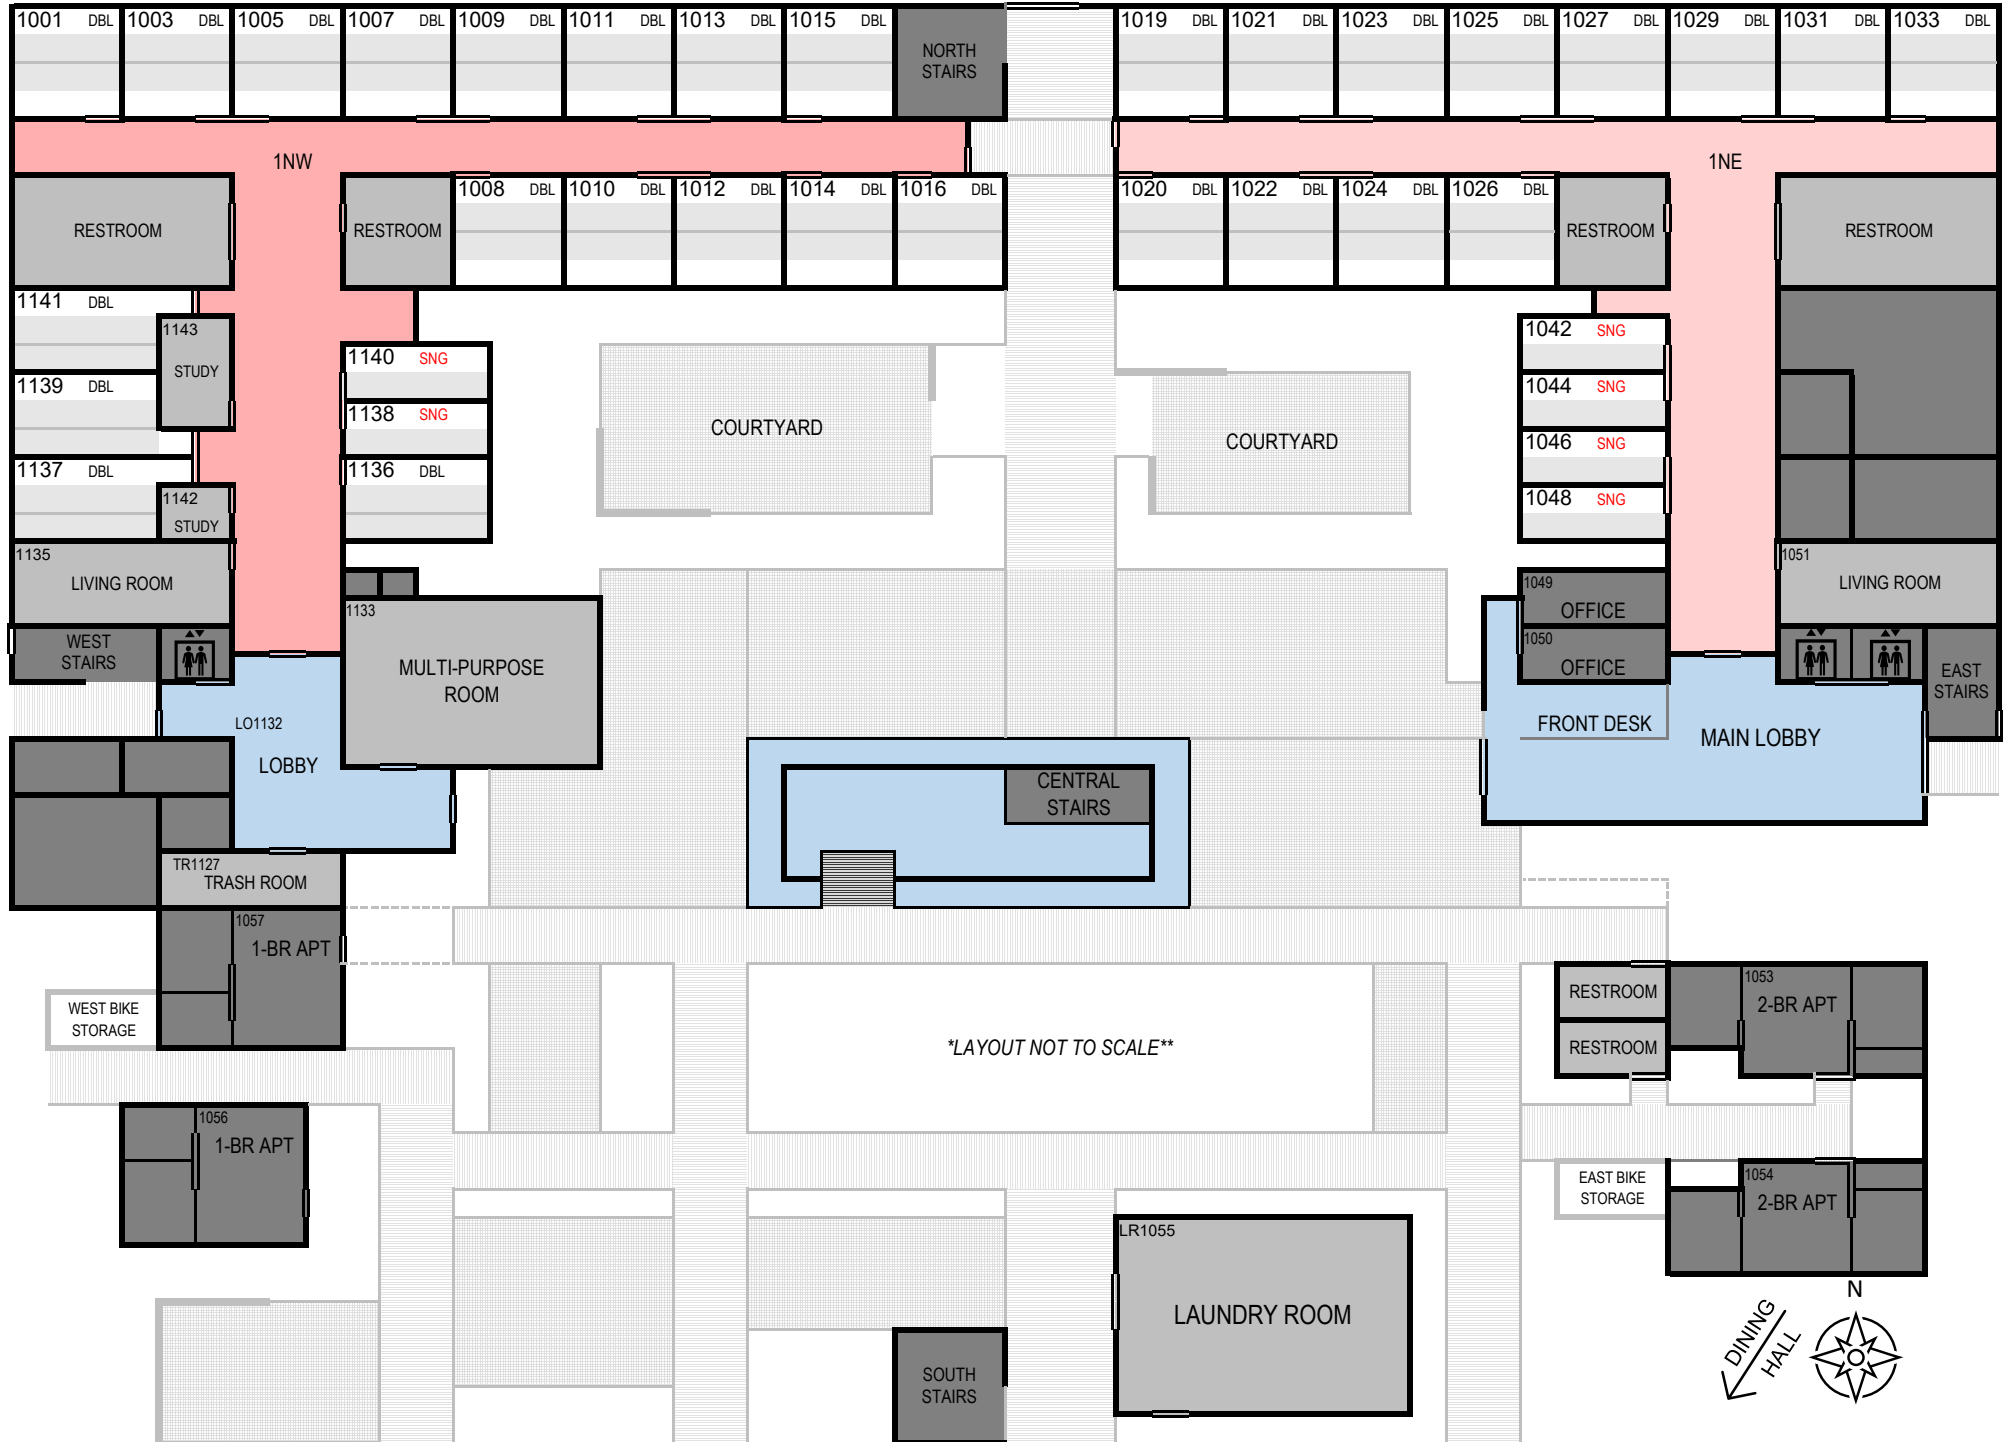 1001 DBL 1003 DBL 1005 DBL 1007 DBL 1009 DBL 1011 DBL 1013 DBL 1015 DBL
NORTH
STAIRS
1019 DBL 1021 DBL 1023 DBL 1025 DBL 1027 DBL 1029 DBL 1031 DBL 1033 DBL
1NW
1NE
RESTROOM
RESTROOM
1008 DBL 1010 DBL 1012 DBL 1014 DBL 1016 DBL
1020 DBL 1022 DBL 1024 DBL 1026 DBL
RESTROOM
RESTROOM
1141 DBL
1143
STUDY
1140 SNG
1139 DBL
1138 SNG
1137 DBL
1136 DBL
1142
STUDY
COURTYARD
COURTYARD
1042 SNG
1044 SNG
1046 SNG
1048 SNG
1135
LIVING ROOM
1133
MULTI-PURPOSE
ROOM
1049
OFFICE
1050
OFFICE
1051
LIVING ROOM
WEST
STAIRS
EAST
STAIRS
LO1132
LOBBY
FRONT DESK
MAIN LOBBY
CENTRAL
STAIRS
TR1127
TRASH ROOM
1057
1-BR APT
WEST BIKE
STORAGE
*LAYOUT NOT TO SCALE**
RESTROOM
RESTROOM
1053
2-BR APT
1056
1-BR APT
EAST BIKE
STORAGE
1054
2-BR APT
LR1055
LAUNDRY ROOM
SOUTH
STAIRS
N
DINING
HALL